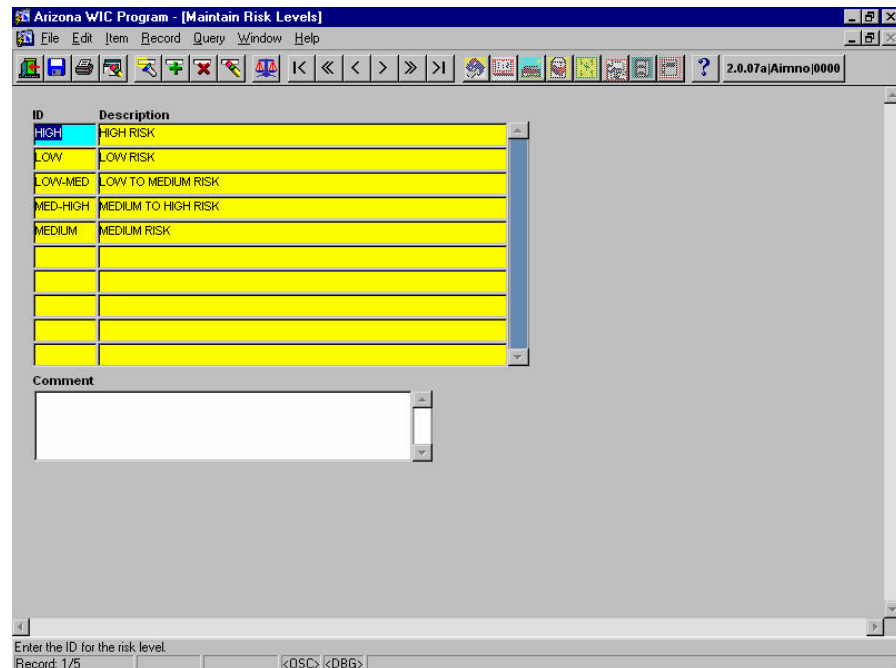 Arizona WIC Program - [Maintain Risk Levels]
File Edit Item Record Query Window Help
2.0.07a|Aimno|0000
ID Description
HIGH HIGH RISK
LOW LOW RISK
LOW-MED LOW TO MEDIUM RISK
MED-HIGH MEDIUM TO HIGH RISK
MEDIUM MEDIUM RISK
Comment
Enter the ID for the risk level.
Record: 1/5 <OSC> <DBG>